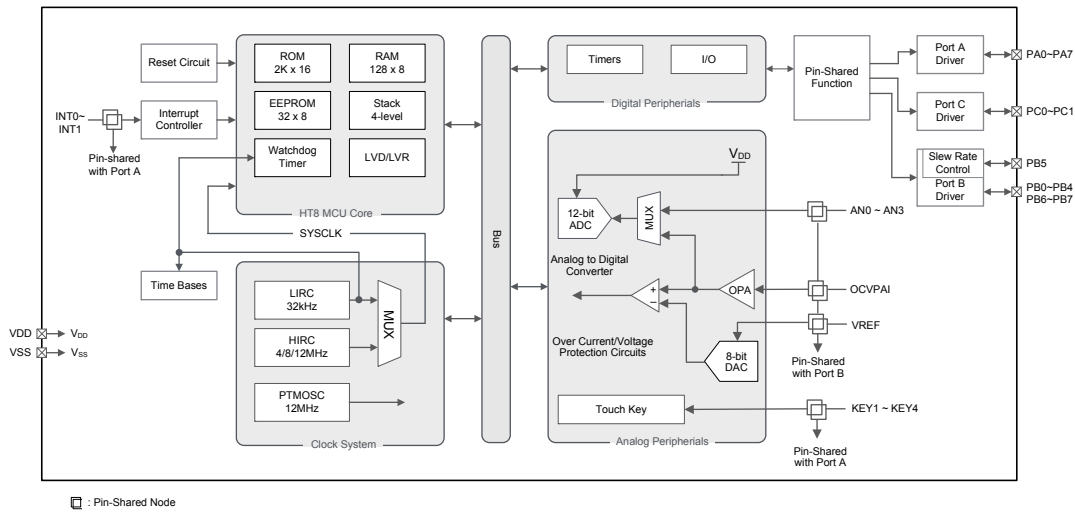 Reset Circuit
INT0~
INT1
Interrupt
Controller
Pin-shared
with Port A
ROM
2K x 16
RAM
128 x 8
EEPROM
32 x 8
Stack
4-level
Watchdog
Timer
LVD/LVR
HT8 MCU Core
SYSCLK
Time Bases
LIRC
32kHz
HIRC
4/8/12MHz
MUX
PTMOSC
12MHz
Clock System
VDD
VDD
VSS
VSS
Bus
Timers
I/O
Digital Peripherals
Pin-Shared
Function
Port A
Driver
PA0~PA7
Port C
Driver
PC0~PC1
Slew Rate
Control
Port B
Driver
PB5
PB0~PB4
PB6~PB7
VDD
12-bit
ADC
MUX
AN0 ~ AN3
Analog to Digital
Converter
+
−
OPA
OCVPAI
VREF
Over Current/Voltage
Protection Circuits
8-bit
DAC
Pin-Shared
with Port B
Touch Key
KEY1 ~ KEY4
Analog Peripherals
Pin-Shared
with Port A
: Pin-Shared Node